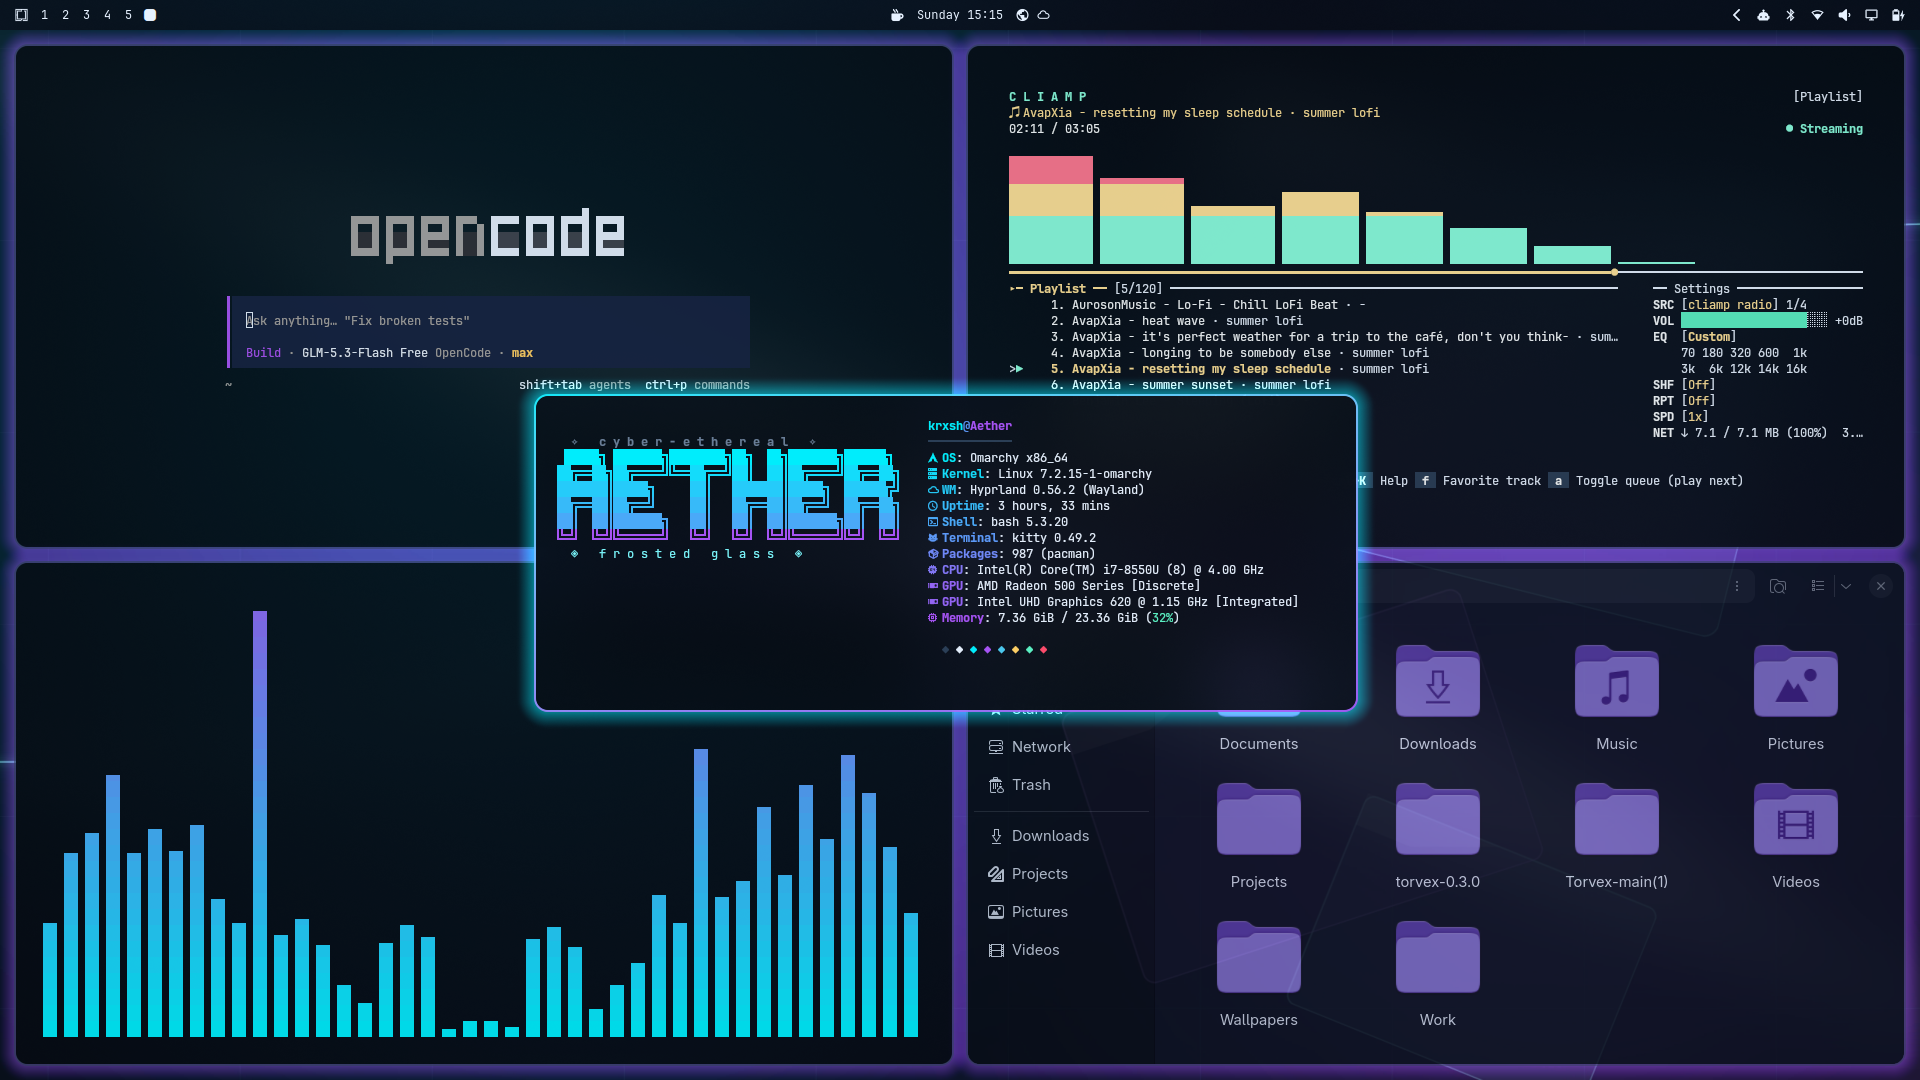 1 2 3 4 5
Sunday 15:15
opencode
Ask anything… "Fix broken tests"
Build · GLM-5.3-Flash Free OpenCode · max
~ shift+tab agents ctrl+p commands
C L I A M P [Playlist]
AvapXia - resetting my sleep schedule · summer lofi
02:11 / 03:05 ● Streaming
Playlist [5/120]
1. AurosonMusic - Lo-Fi - Chill LoFi Beat · -
2. AvapXia - heat wave · summer lofi
3. AvapXia - it's perfect weather for a trip to the café, don't you think- · sum…
4. AvapXia - longing to be somebody else · summer lofi
5. AvapXia - resetting my sleep schedule · summer lofi
6. AvapXia - summer sunset · summer lofi
Settings
SRC [cliamp radio] 1/4
VOL +0dB
EQ [Custom]
70 180 320 600 1k
3k 6k 12k 14k 16k
SHF [Off]
RPT [Off]
SPD [1x]
NET ↓ 7.1 / 7.1 MB (100%) 3.…
K Help f Favorite track a Toggle queue (play next)
cyber-ethereal
AETHER
frosted glass
krxsh@Aether
OS: Omarchy x86_64
Kernel: Linux 7.2.15-1-omarchy
WM: Hyprland 0.56.2 (Wayland)
Uptime: 3 hours, 33 mins
Shell: bash 5.3.20
Terminal: kitty 0.49.2
Packages: 987 (pacman)
CPU: Intel(R) Core(TM) i7-8550U (8) @ 4.00 GHz
GPU: AMD Radeon 500 Series [Discrete]
GPU: Intel UHD Graphics 620 @ 1.15 GHz [Integrated]
Memory: 7.36 GiB / 23.36 GiB (32%)
Starred
Network
Trash
Downloads
Projects
Pictures
Videos
Documents
Downloads
Music
Pictures
Projects
torvex-0.3.0
Torvex-main(1)
Videos
Wallpapers
Work